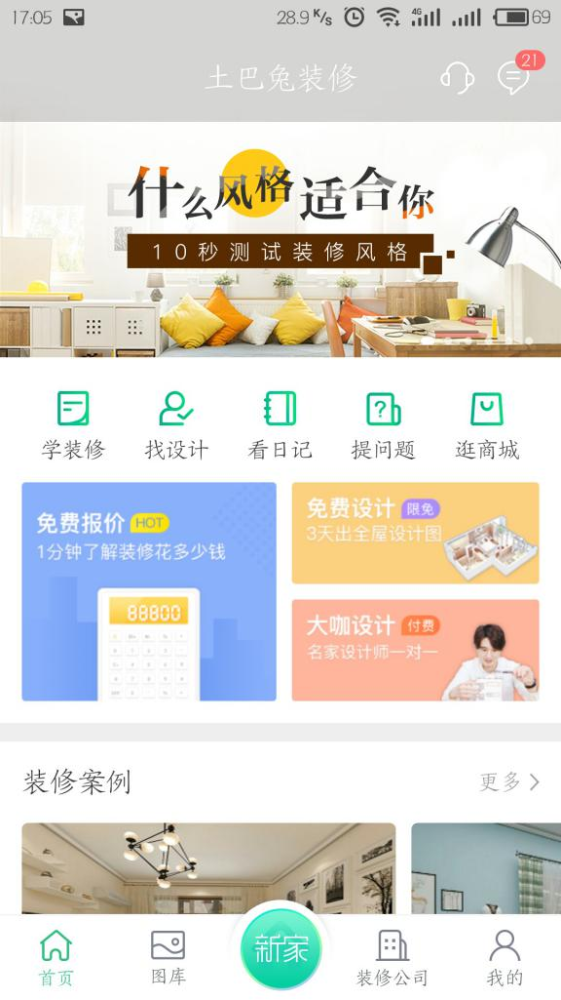 17:05
28.9 K/s
4G
69
土巴兔装修
21
什么风格适合你
10秒测试装修风格
学装修
找设计
看日记
提问题
逛商城
免费报价 HOT
1分钟了解装修花多少钱
88800
免费设计 限免
3天出全屋设计图
大咖设计 付费
名家设计师一对一
装修案例
更多
首页
图库
新家
装修公司
我的